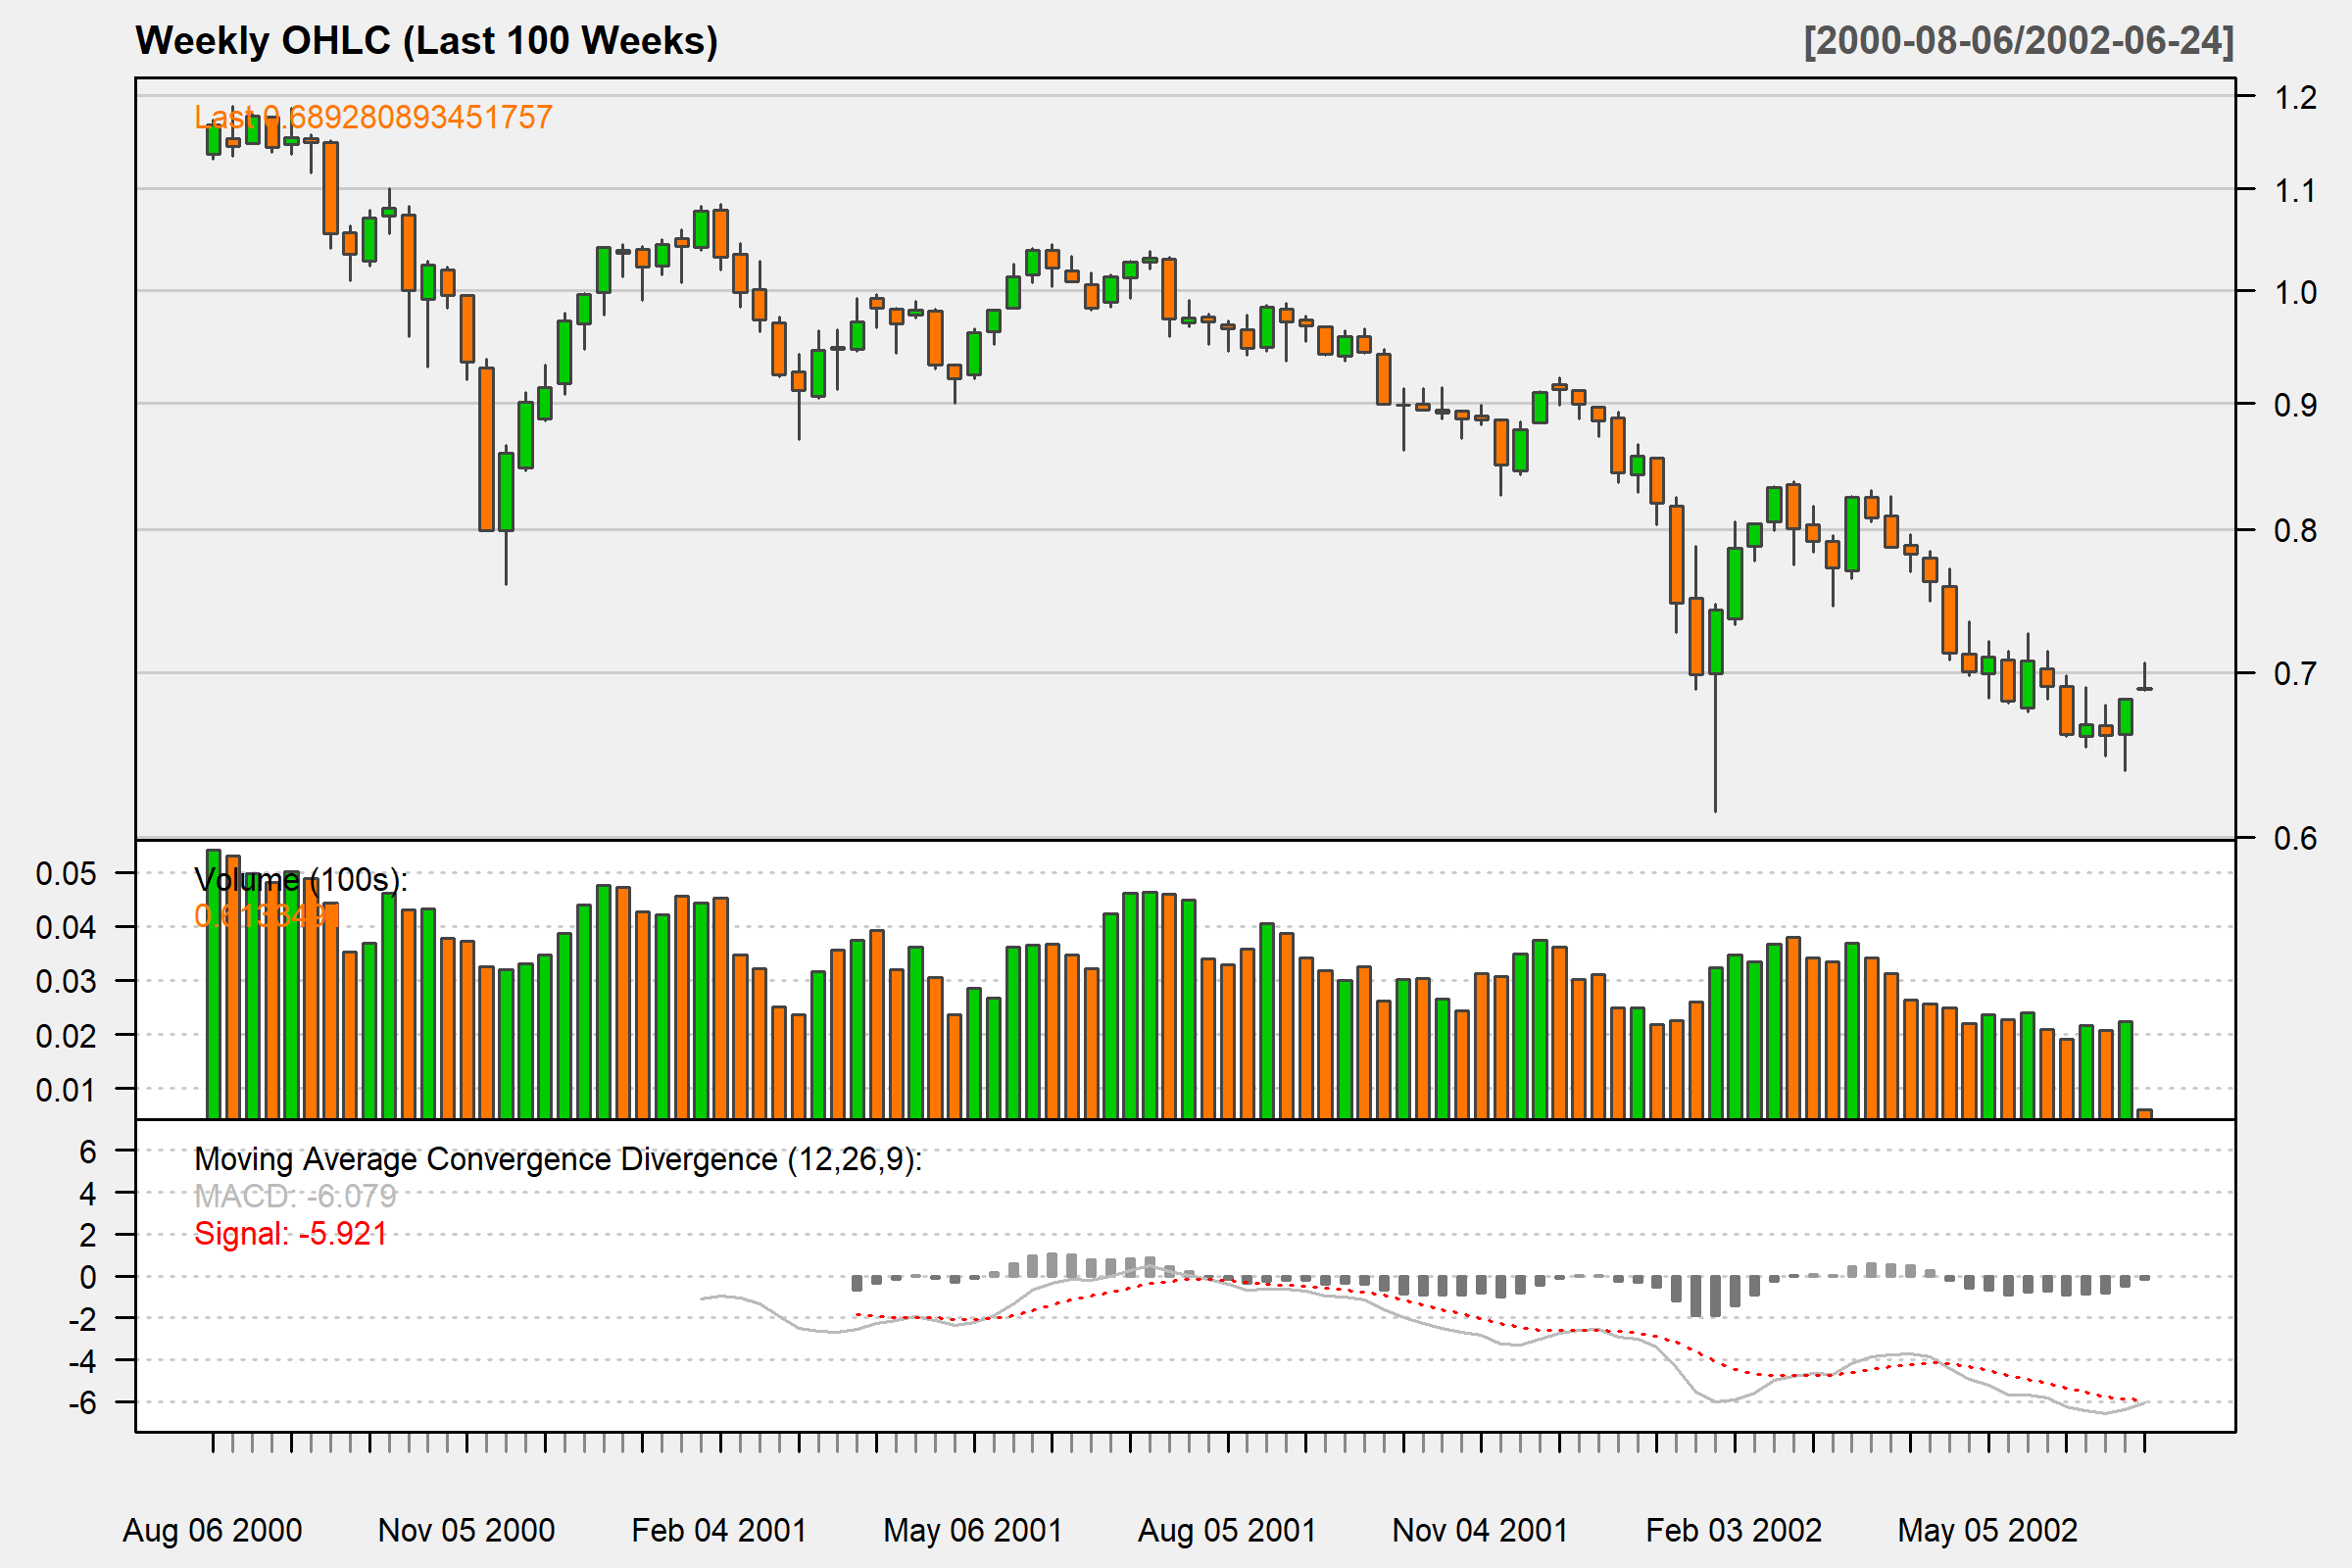 Weekly OHLC (Last 100 Weeks)
[2000-08-06/2002-06-24]
Last 0.689280893451757
1.2
1.1
1.0
0.9
0.8
0.7
0.6
Volume (100s):
0.05
0.04
0.03
0.02
0.01
Moving Average Convergence Divergence (12,26,9):
MACD: -6.079
Signal: -5.921
6
4
2
0
-2
-4
-6
Aug 06 2000
Nov 05 2000
Feb 04 2001
May 06 2001
Aug 05 2001
Nov 04 2001
Feb 03 2002
May 05 2002